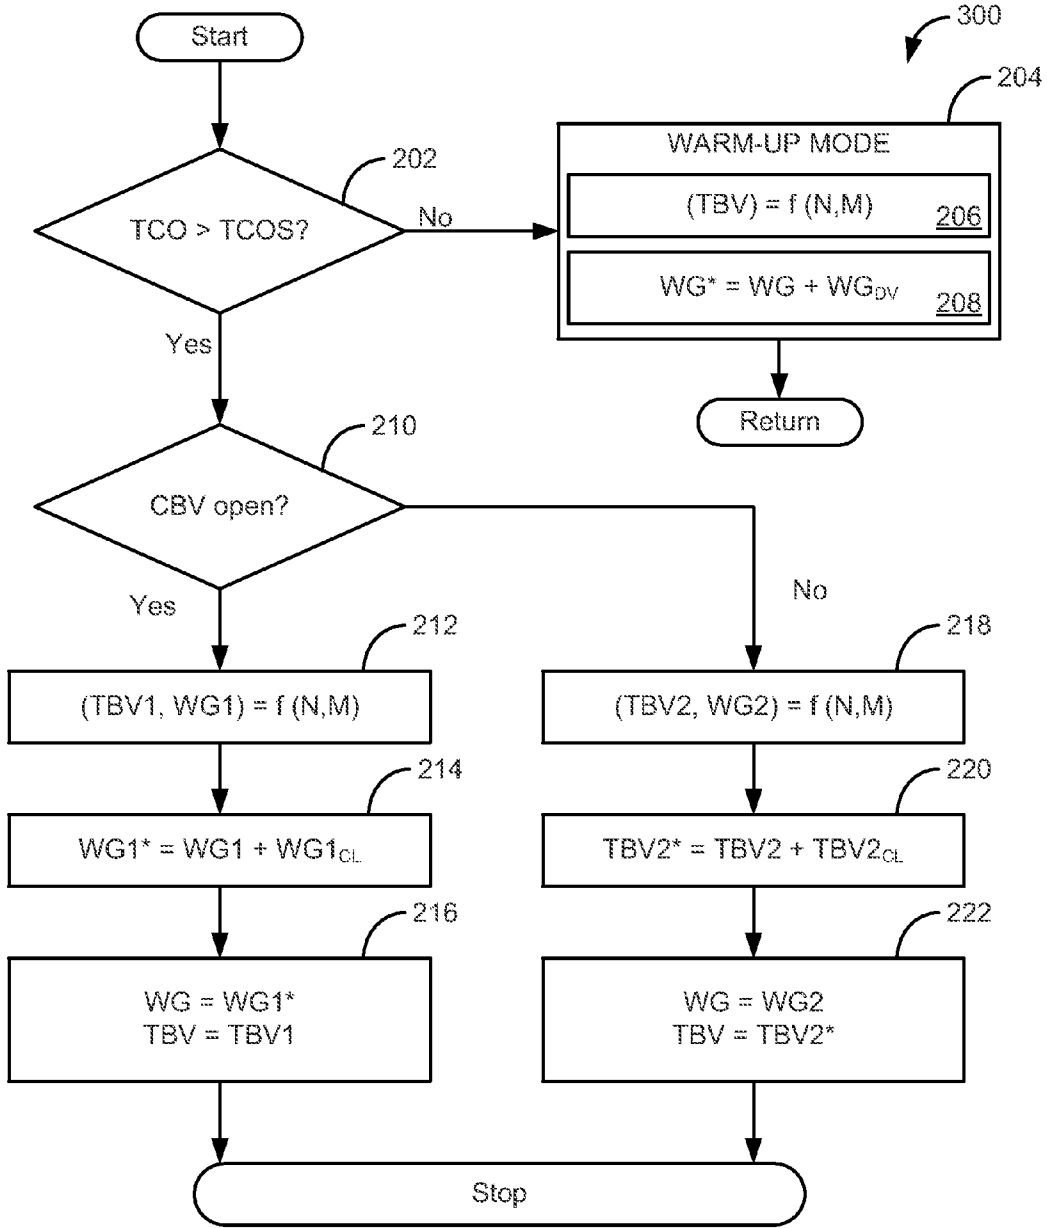 Start
300
204
WARM-UP MODE
(TBV) = f (N,M)
206
WG* = WG + WGDV
208
202
TCO > TCOS?
No
Yes
Return
210
CBV open?
Yes
No
212
(TBV1, WG1) = f (N,M)
218
(TBV2, WG2) = f (N,M)
214
WG1* = WG1 + WG1CL
220
TBV2* = TBV2 + TBV2CL
216
WG = WG1*
TBV = TBV1
222
WG = WG2
TBV = TBV2*
Stop